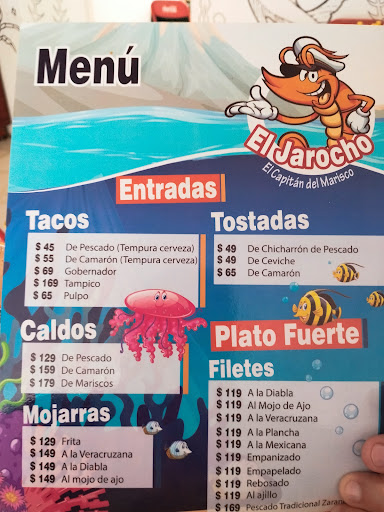 Menú
El Jarocho
El Capitán del Marisco
Entradas
Tacos
$ 45 De Pescado (Tempura cerveza)
$ 55 De Camarón (Tempura cerveza)
$ 69 Gobernador
$ 169 Tampico
$ 65 Pulpo
Tostadas
$ 49 De Chicharrón de Pescado
$ 49 De Ceviche
$ 65 De Camarón
Caldos
$ 129 De Pescado
$ 159 De Camarón
$ 179 De Mariscos
Mojarras
$ 129 Frita
$ 149 A la Veracruzana
$ 149 A la Diabla
$ 149 Al mojo de ajo
Plato Fuerte
Filetes
$ 119 A la Diabla
$ 119 Al Mojo de Ajo
$ 119 A la Veracruzana
$ 119 A la Plancha
$ 119 A la Mexicana
$ 119 Empanizado
$ 119 Empapelado
$ 119 Rebosado
$ 119 Al ajillo
$ 169 Pescado Tradicional